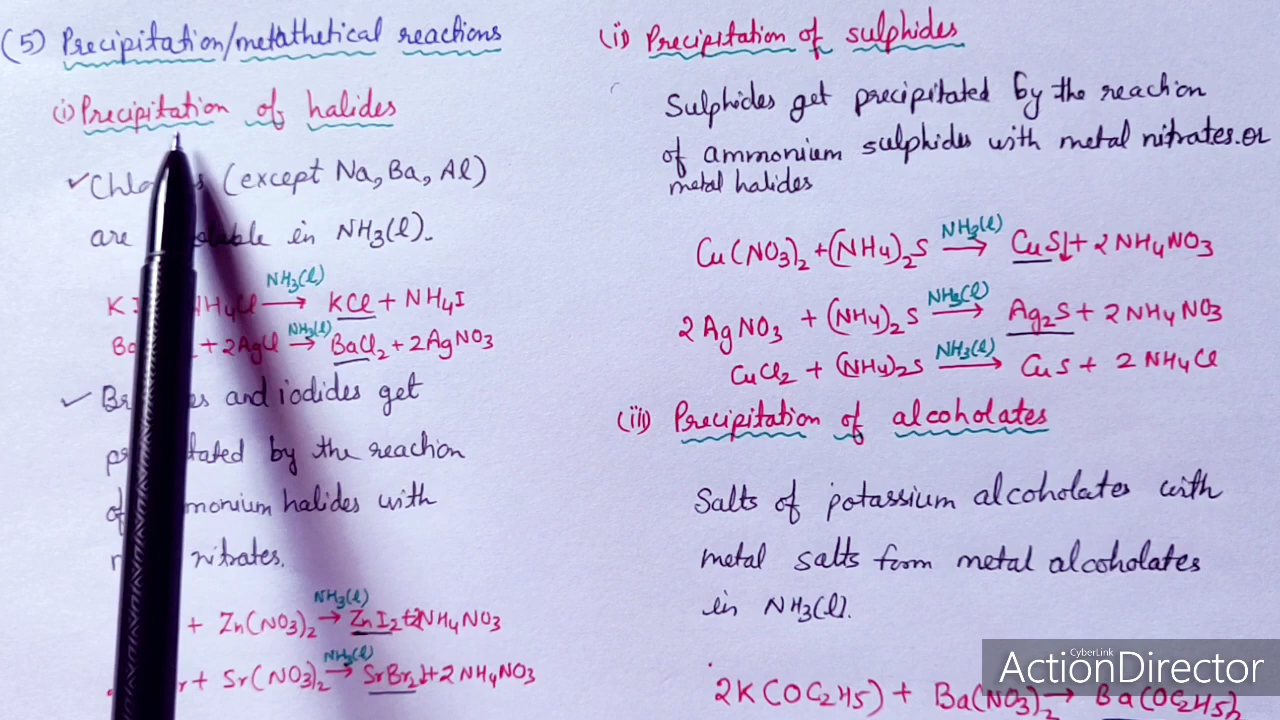 (5) Precipitation/metathetical reactions
(i) Precipitation of halides
✓ (except Na, Ba, Al)
are in NH3(l).
NH3(l)
⟶ KCl + NH4I
NH3(l)
+ 2AgCl ⟶ BaCl2 + 2AgNO3
✓ and iodides get
by the reaction
halides with
nitrates.
NH3(l)
+ Zn(NO3)2 → ZnI2 + 2NH4NO3
NH3(l)
+ Sr(NO3)2 → SrBr2↓ + 2NH4NO3
(ii) Precipitation of sulphides
Sulphides get precipitated by the reaction
of ammonium sulphides with metal nitrates. or
metal halides
NH3(l)
Cu(NO3)2 + (NH4)2S ⟶ CuS↓ + 2NH4NO3
NH3(l)
2AgNO3 + (NH4)2S ⟶ Ag2S + 2NH4NO3
NH3(l)
CuCl2 + (NH4)2S ⟶ CuS + 2NH4Cl
(iii) Precipitation of alcoholates
Salts of potassium alcoholates with
metal salts form metal alcoholates
in NH3(l).
2K(OC2H5) + Ba(NO3)2 → Ba(OC2H5)2
CyberLink
ActionDirector